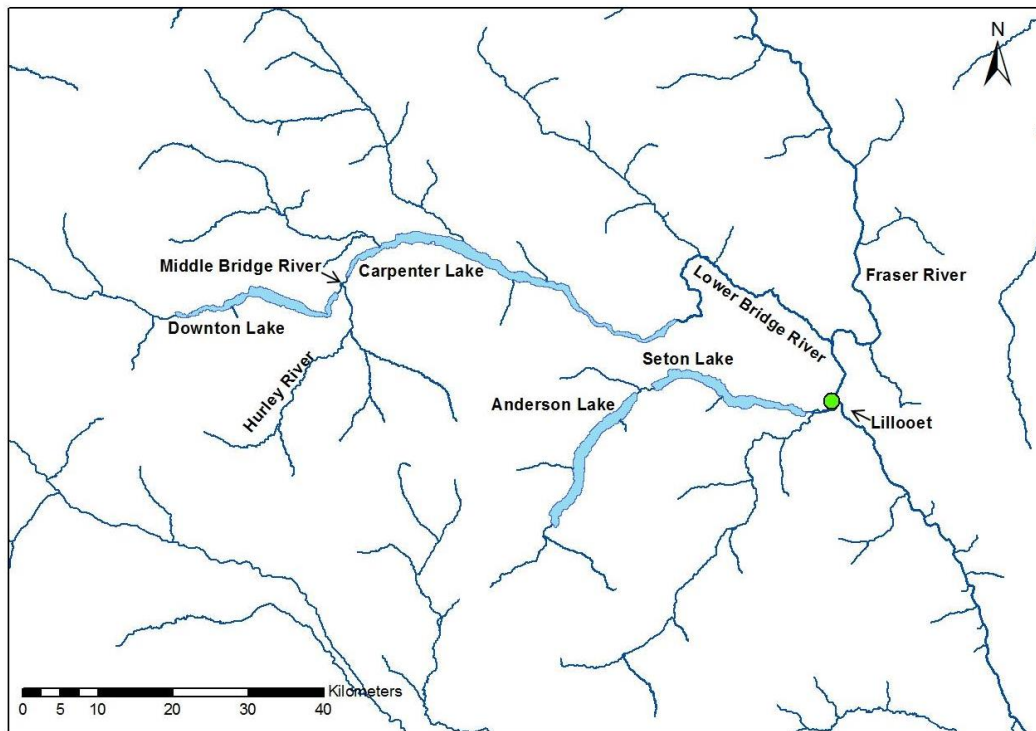 N
Middle Bridge River
Carpenter Lake
Fraser River
Lower Bridge River
Downton Lake
Seton Lake
Hurley River
Anderson Lake
Lillooet
Kilometers
0 5 10 20 30 40